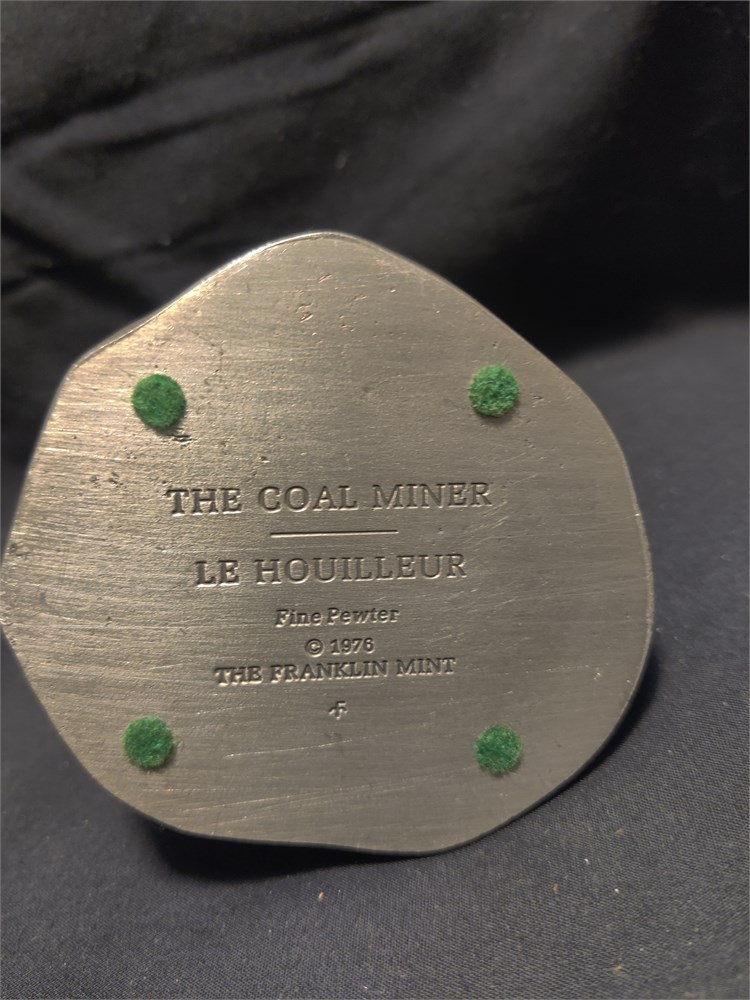 THE COAL MINER
LE HOUILLEUR
Fine Pewter
© 1976
THE FRANKLIN MINT